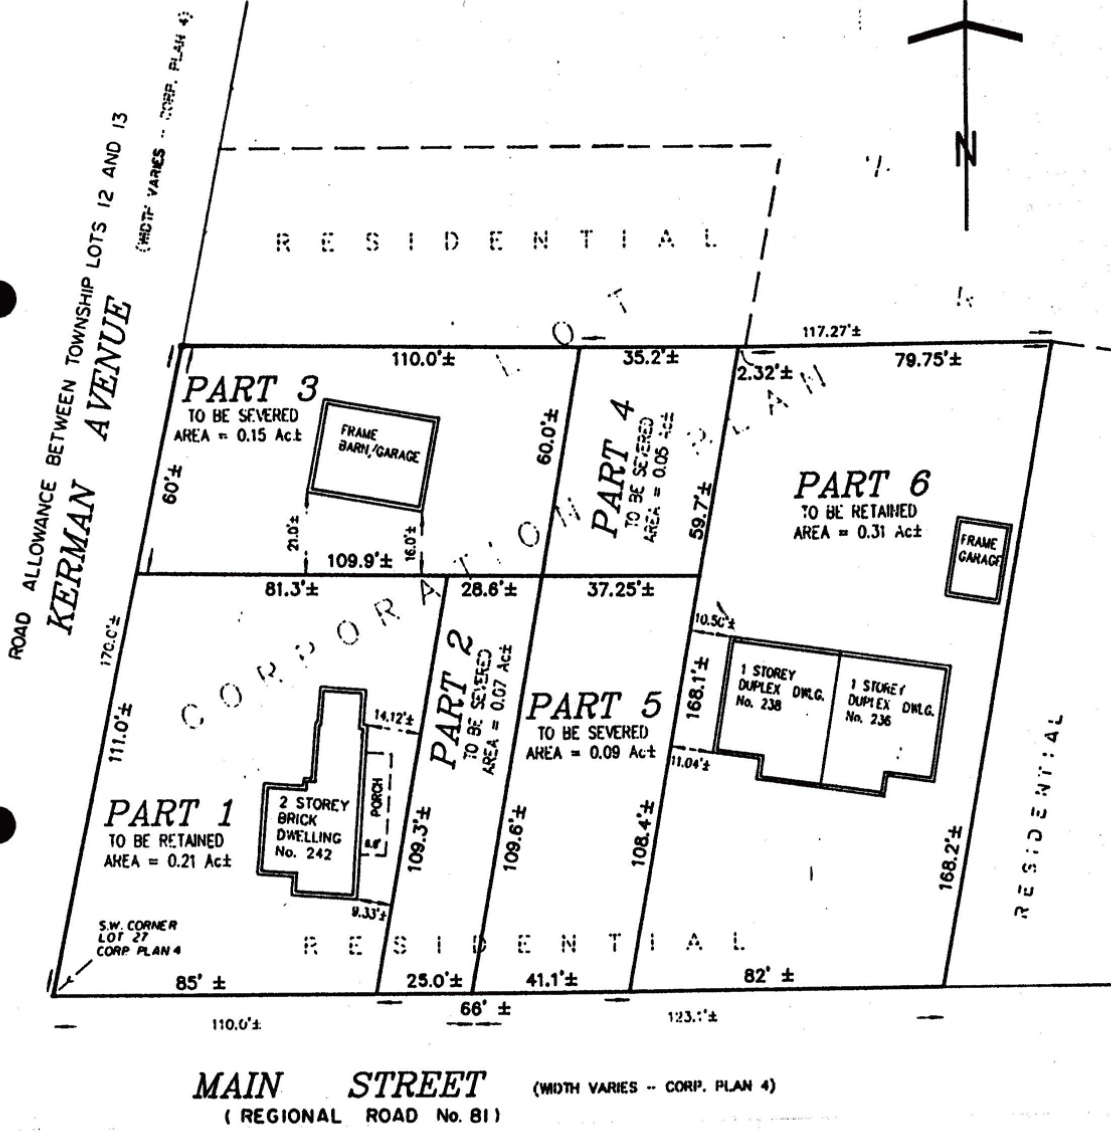 ROAD ALLOWANCE BETWEEN TOWNSHIP LOTS 12 AND 13
KERMAN AVENUE
(WIDTH VARIES -- CORP. PLAN 4)
N
RESIDENTIAL
LOT
117.27'±
110.0'±
35.2'±
2.32'±
79.75'±
PART 3
TO BE SEVERED
AREA = 0.15 Ac±
FRAME
BARN/GARAGE
60'±
21.0'±
16.0'±
60.0'±
PART 4
TO BE SEVERED
AREA = 0.05 Ac±
59.7'±
PART 6
TO BE RETAINED
AREA = 0.31 Ac±
FRAME
GARAGE
CORPORATION PLAN
109.9'±
81.3'±
28.6'±
37.25'±
111.0'±
PART 2
TO BE SEVERED
AREA = 0.07 Ac±
10.50'±
168.1'±
11.04'±
1 STOREY
DUPLEX DWLG.
No. 238
1 STOREY
DUPLEX DWLG.
No. 236
PART 5
TO BE SEVERED
AREA = 0.09 Ac±
14.12'±
PORCH
PART 1
TO BE RETAINED
AREA = 0.21 Ac±
2 STOREY
BRICK
DWELLING
No. 242
9.33'±
109.3'±
109.6'±
108.4'±
168.2'±
RESIDENTIAL
S.W. CORNER
LOT 27
CORP. PLAN 4
RESIDENTIAL
85' ±
25.0'±
41.1'±
82' ±
66' ±
110.0'±
MAIN STREET
(WIDTH VARIES -- CORP. PLAN 4)
( REGIONAL ROAD No. 81)